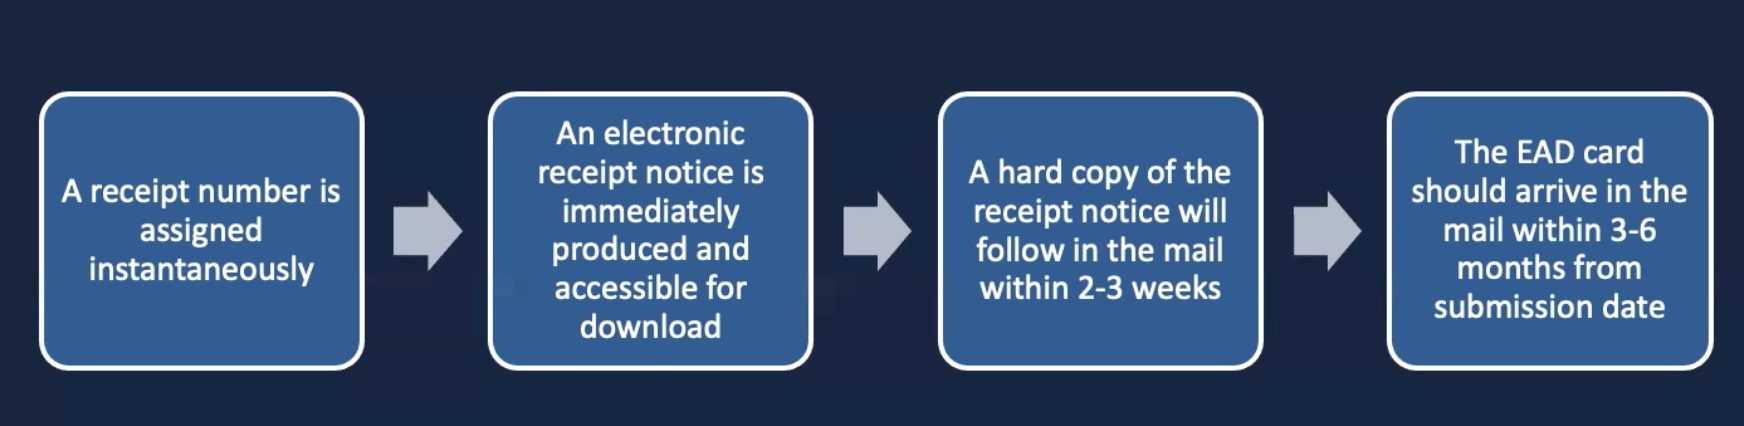 A receipt number is
assigned
instantaneously
An electronic
receipt notice is
immediately
produced and
accessible for
download
A hard copy of the
receipt notice will
follow in the mail
within 2-3 weeks
The EAD card
should arrive in the
mail within 3-6
months from
submission date